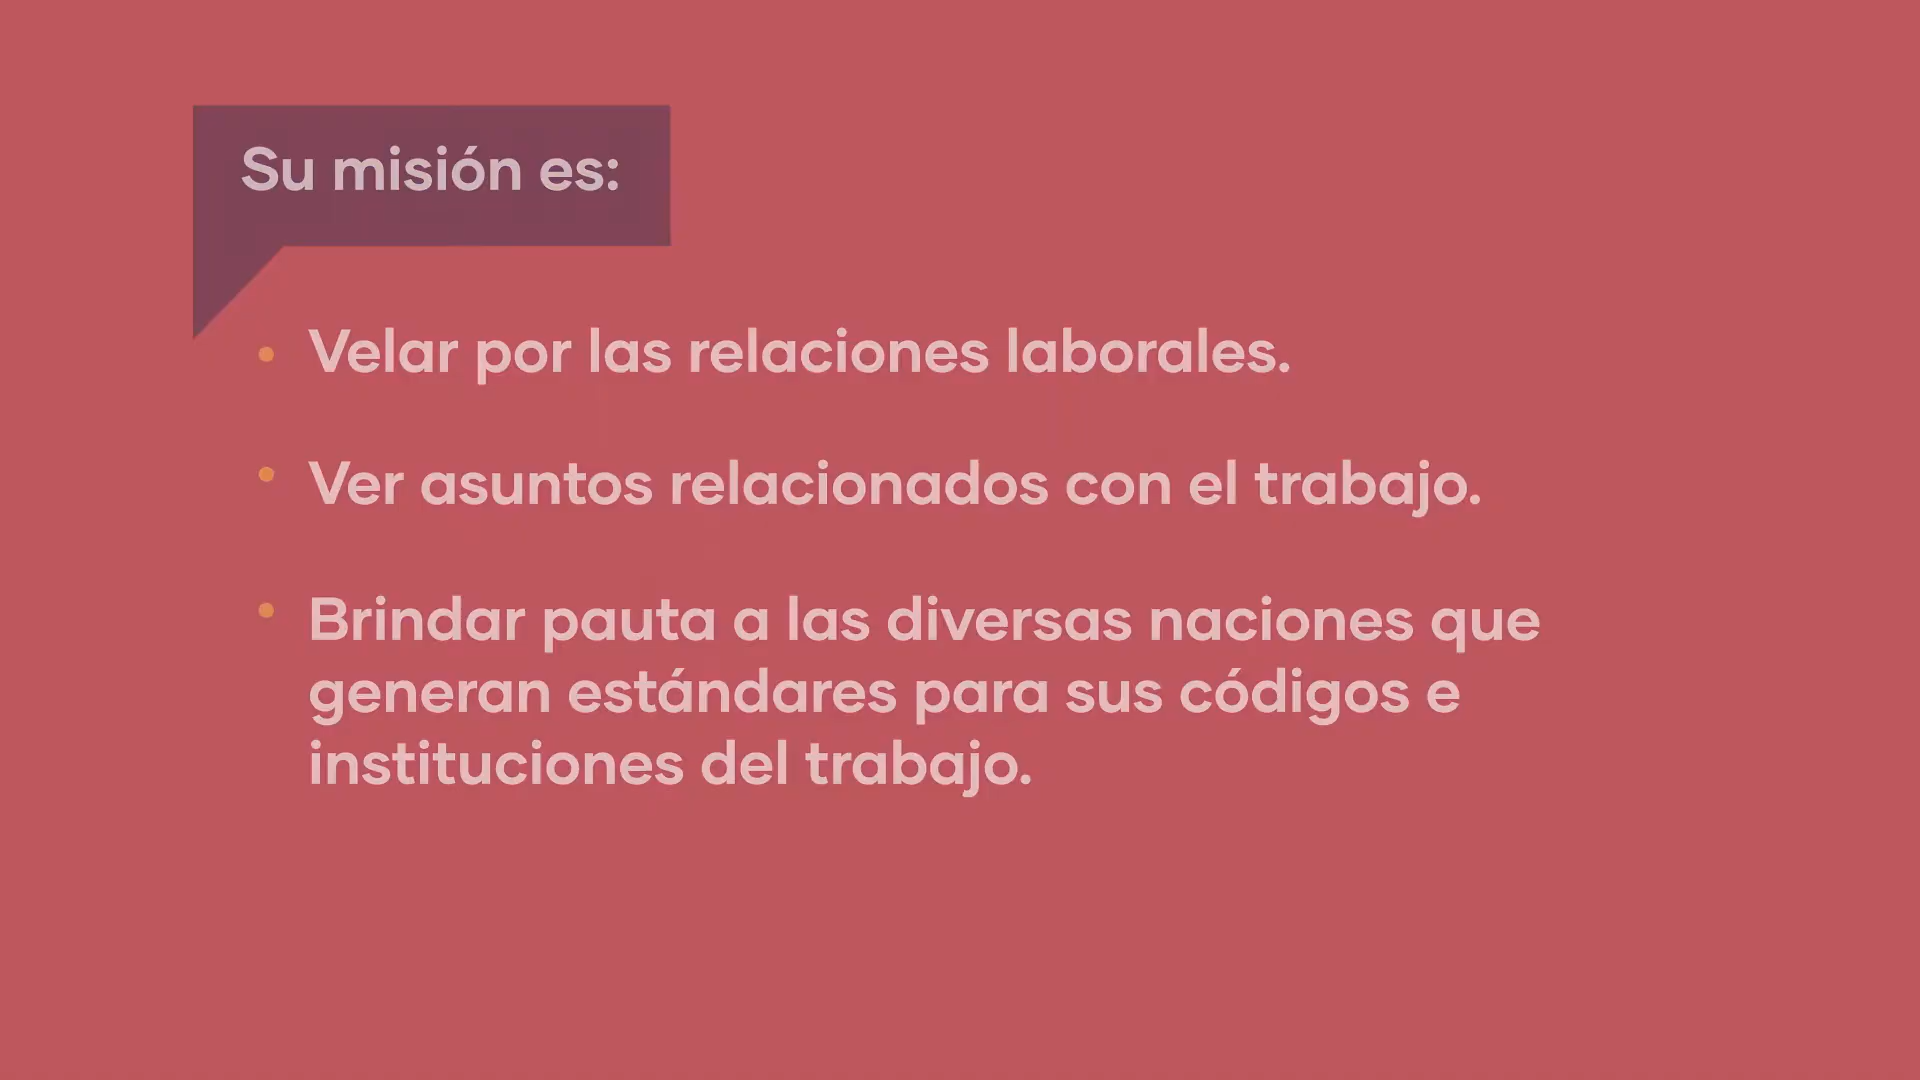 Su misión es:
• Velar por las relaciones laborales.
• Ver asuntos relacionados con el trabajo.
• Brindar pauta a las diversas naciones que
generan estándares para sus códigos e
instituciones del trabajo.